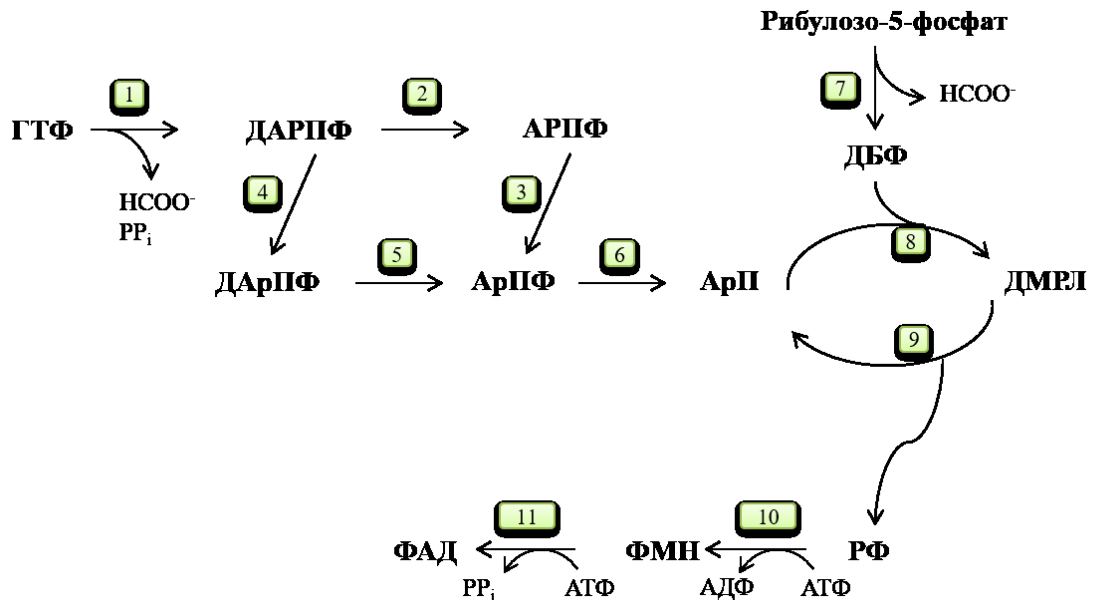 Рибулозо-5-фосфат
1
2
7
HCOO-
ГТФ
ДАРПФ
АРПФ
ДБФ
HCOO-
PPi
4
3
8
5
6
ДАрПФ
АрПФ
АрП
ДМРЛ
9
11
10
ФАД
ФМН
РФ
PPi
АТФ
АДФ
АТФ